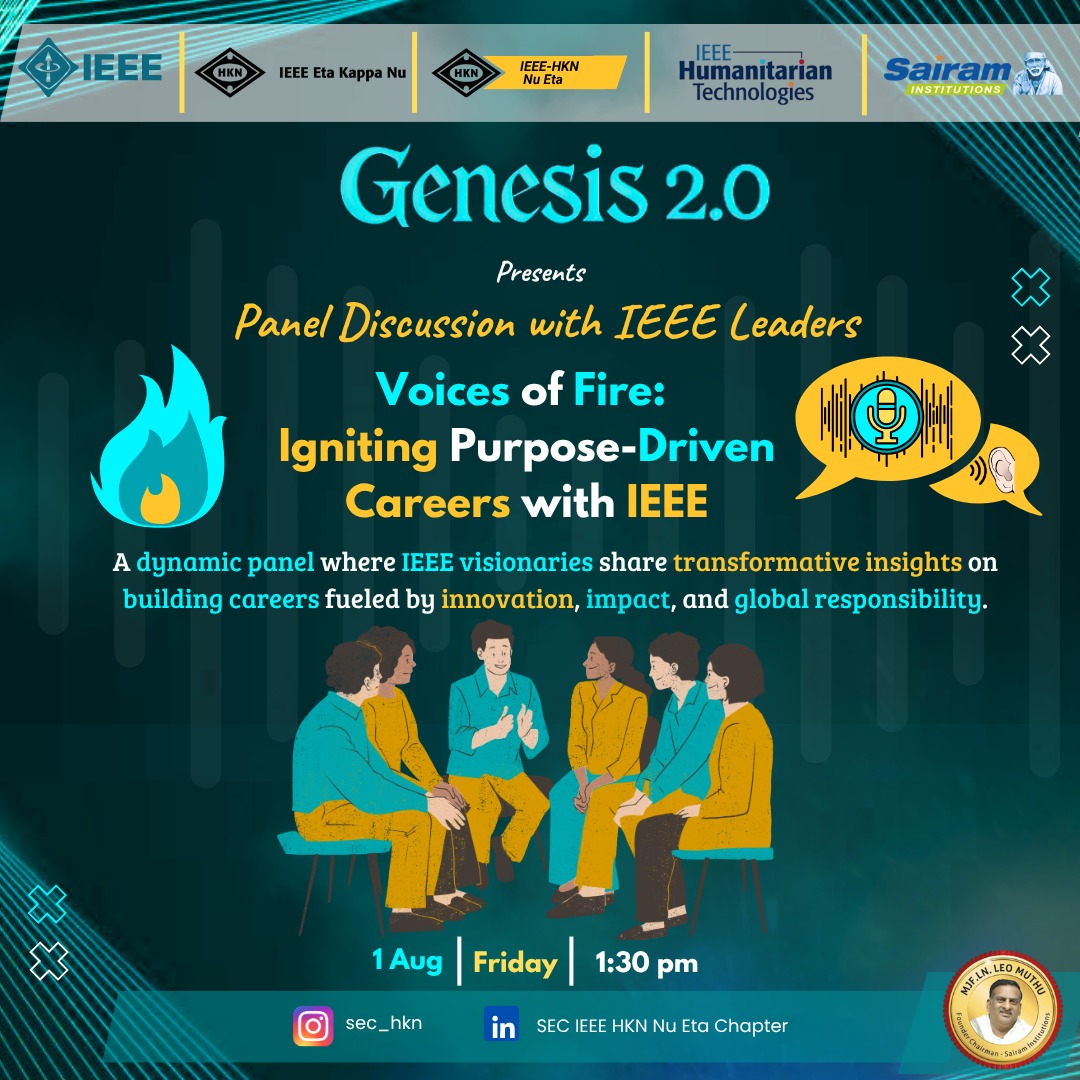 IEEE
HKN
IEEE Eta Kappa Nu
HKN
IEEE-HKN
Nu Eta
IEEE
Humanitarian
Technologies
Sairam
INSTITUTIONS
Genesis 2.0
Presents
Panel Discussion with IEEE Leaders
Voices of Fire:
Igniting Purpose-Driven
Careers with IEEE
A dynamic panel where IEEE visionaries share transformative insights on
building careers fueled by innovation, impact, and global responsibility.
1 Aug
Friday
1:30 pm
sec_hkn
in
SEC IEEE HKN Nu Eta Chapter
MJF.LN. LEO MUTHU
Founder Chairman - Sairam Institutions